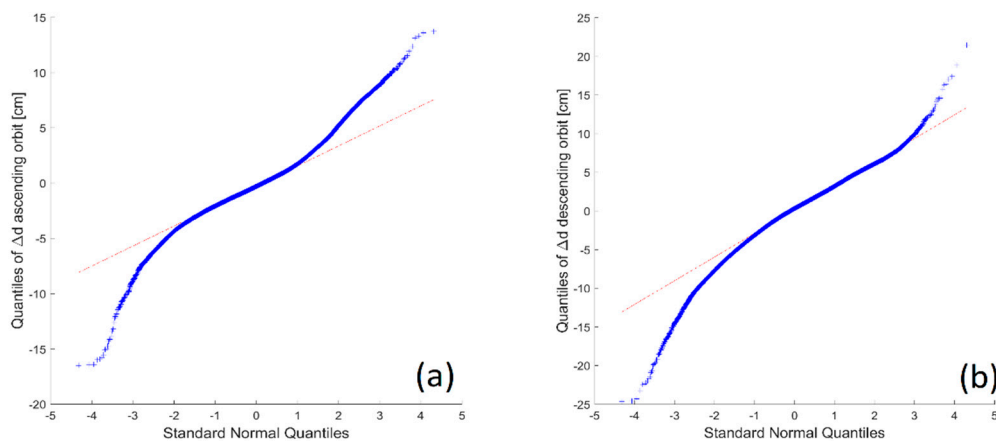 15
10
5
0
-5
-10
-15
-20
Quantiles of Δd ascending orbit [cm]
-5 -4 -3 -2 -1 0 1 2 3 4 5
Standard Normal Quantiles
(a)
25
20
15
10
5
0
-5
-10
-15
-20
-25
Quantiles of Δd descending orbit [cm]
-5 -4 -3 -2 -1 0 1 2 3 4 5
Standard Normal Quantiles
(b)